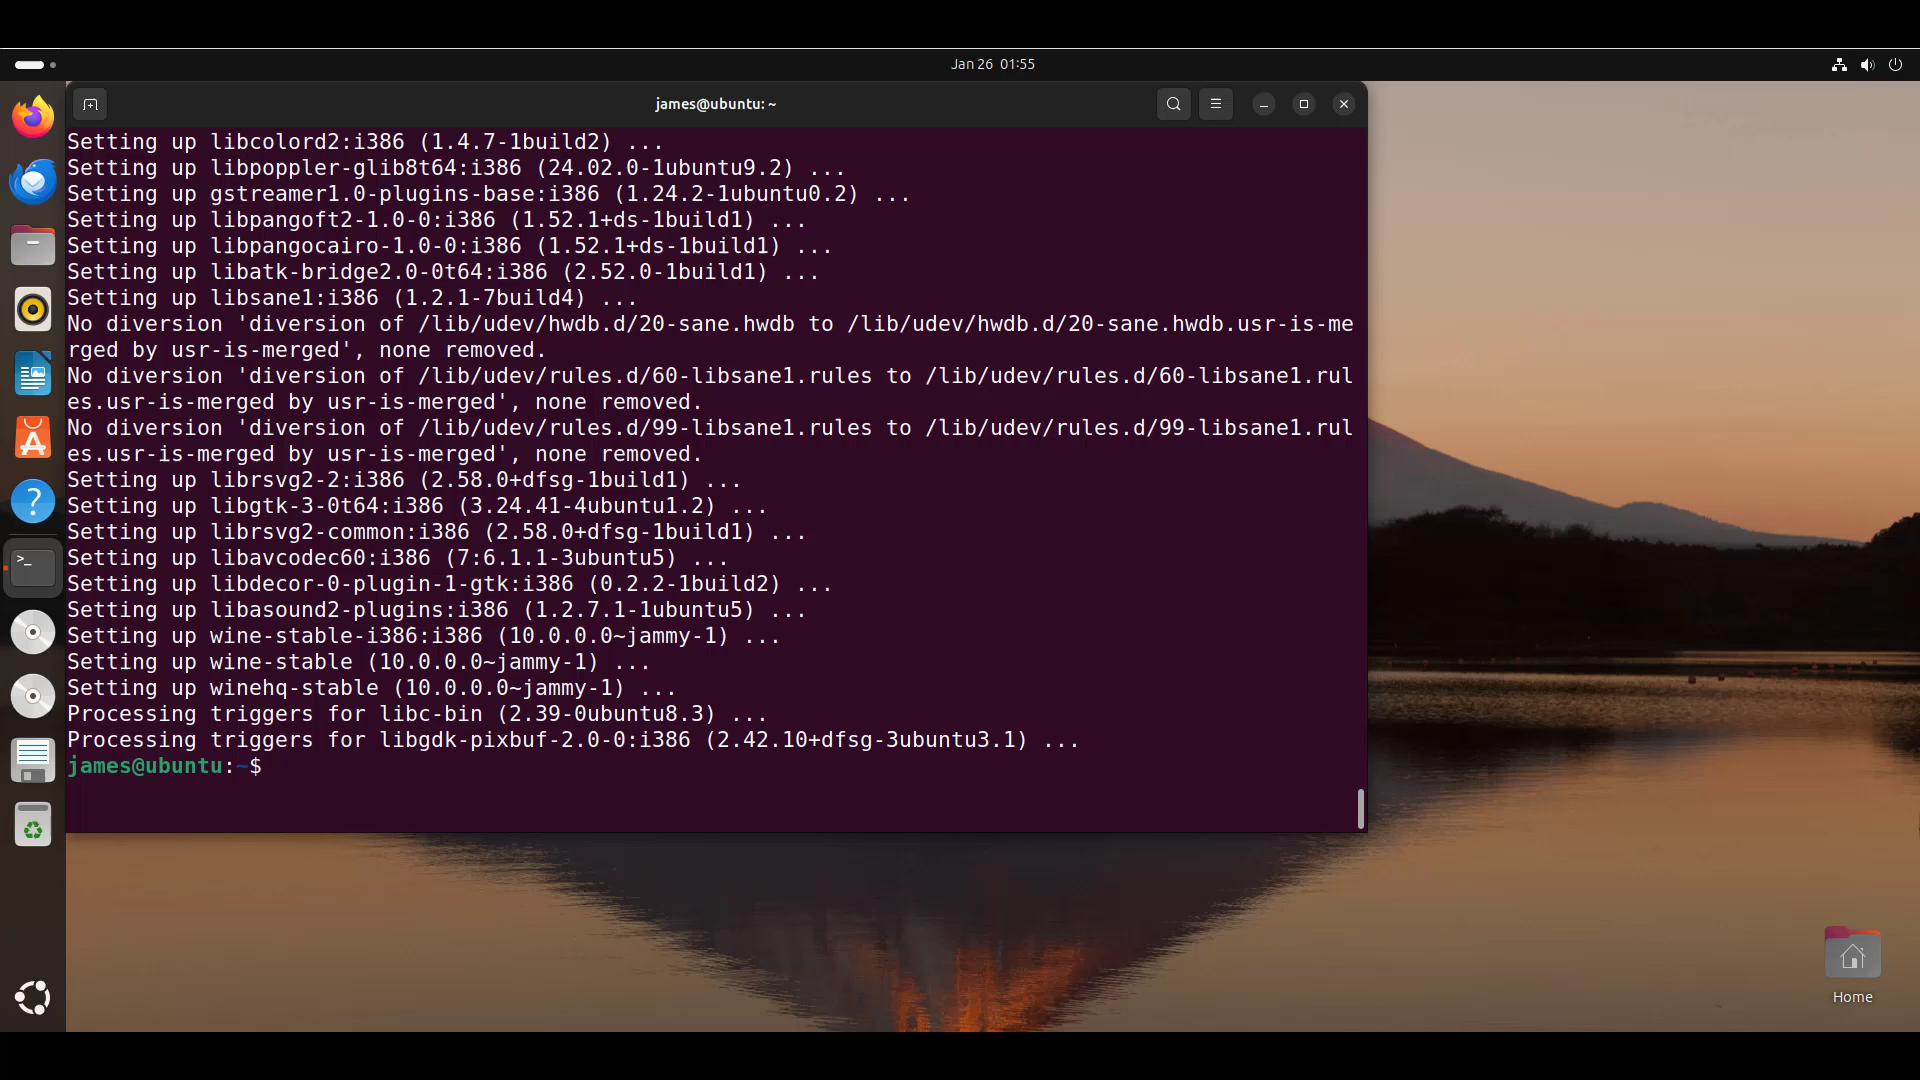 Jan 26 01:55
james@ubuntu: ~
Setting up libcolord2:i386 (1.4.7-1build2) ...
Setting up libpoppler-glib8t64:i386 (24.02.0-1ubuntu9.2) ...
Setting up gstreamer1.0-plugins-base:i386 (1.24.2-1ubuntu0.2) ...
Setting up libpangoft2-1.0-0:i386 (1.52.1+ds-1build1) ...
Setting up libpangocairo-1.0-0:i386 (1.52.1+ds-1build1) ...
Setting up libatk-bridge2.0-0t64:i386 (2.52.0-1build1) ...
Setting up libsane1:i386 (1.2.1-7build4) ...
No diversion 'diversion of /lib/udev/hwdb.d/20-sane.hwdb to /lib/udev/hwdb.d/20-sane.hwdb.usr-is-me
rged by usr-is-merged', none removed.
No diversion 'diversion of /lib/udev/rules.d/60-libsane1.rules to /lib/udev/rules.d/60-libsane1.rul
es.usr-is-merged by usr-is-merged', none removed.
No diversion 'diversion of /lib/udev/rules.d/99-libsane1.rules to /lib/udev/rules.d/99-libsane1.rul
es.usr-is-merged by usr-is-merged', none removed.
Setting up librsvg2-2:i386 (2.58.0+dfsg-1build1) ...
Setting up libgtk-3-0t64:i386 (3.24.41-4ubuntu1.2) ...
Setting up librsvg2-common:i386 (2.58.0+dfsg-1build1) ...
Setting up libavcodec60:i386 (7:6.1.1-3ubuntu5) ...
Setting up libdecor-0-plugin-1-gtk:i386 (0.2.2-1build2) ...
Setting up libasound2-plugins:i386 (1.2.7.1-1ubuntu5) ...
Setting up wine-stable-i386:i386 (10.0.0.0~jammy-1) ...
Setting up wine-stable (10.0.0.0~jammy-1) ...
Setting up winehq-stable (10.0.0.0~jammy-1) ...
Processing triggers for libc-bin (2.39-0ubuntu8.3) ...
Processing triggers for libgdk-pixbuf-2.0-0:i386 (2.42.10+dfsg-3ubuntu3.1) ...
james@ubuntu:~$
Home